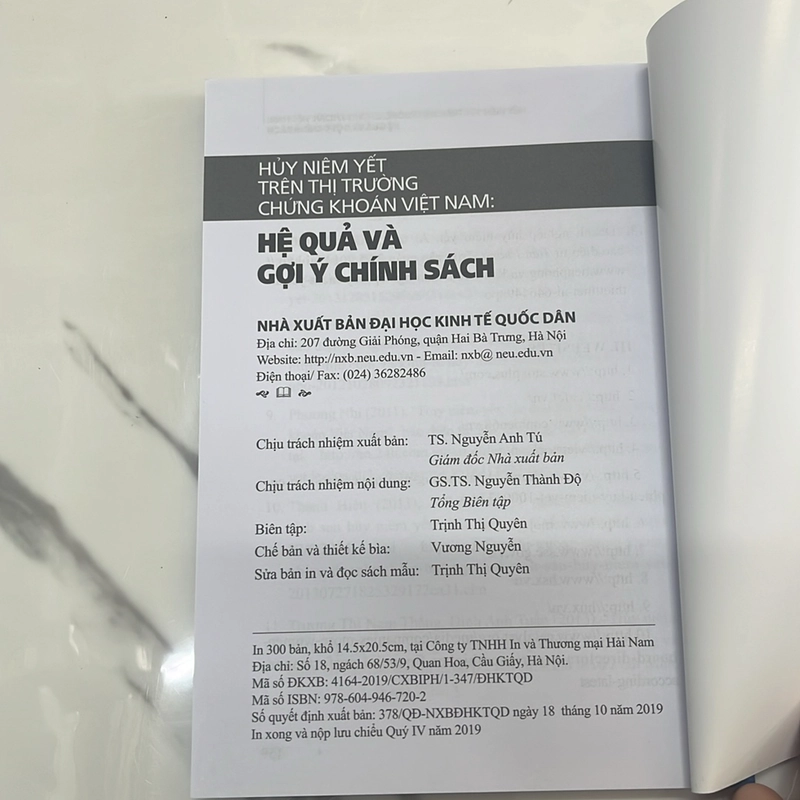 HỦY NIÊM YẾT
TRÊN THỊ TRƯỜNG
CHỨNG KHOÁN VIỆT NAM:
HỆ QUẢ VÀ
GỢI Ý CHÍNH SÁCH
NHÀ XUẤT BẢN ĐẠI HỌC KINH TẾ QUỐC DÂN
Địa chỉ: 207 đường Giải Phóng, quận Hai Bà Trưng, Hà Nội
Website: http://nxb.neu.edu.vn - Email: nxb@ neu.edu.vn
Điện thoại/ Fax: (024) 36282486
Chịu trách nhiệm xuất bản: TS. Nguyễn Anh Tú
Giám đốc Nhà xuất bản
Chịu trách nhiệm nội dung: GS.TS. Nguyễn Thành Độ
Tổng Biên tập
Biên tập: Trịnh Thị Quyên
Chế bản và thiết kế bìa: Vương Nguyễn
Sửa bản in và đọc sách mẫu: Trịnh Thị Quyên
In 300 bản, khổ 14.5x20.5cm, tại Công ty TNHH In và Thương mại Hải Nam
Địa chỉ: Số 18, ngách 68/53/9, Quan Hoa, Cầu Giấy, Hà Nội.
Mã số ĐKXB: 4164-2019/CXBIPH/1-347/ĐHKTQD
Mã số ISBN: 978-604-946-720-2
Số quyết định xuất bản: 378/QĐ-NXBĐHKTQD ngày 18 tháng 10 năm 2019
In xong và nộp lưu chiểu Quý IV năm 2019